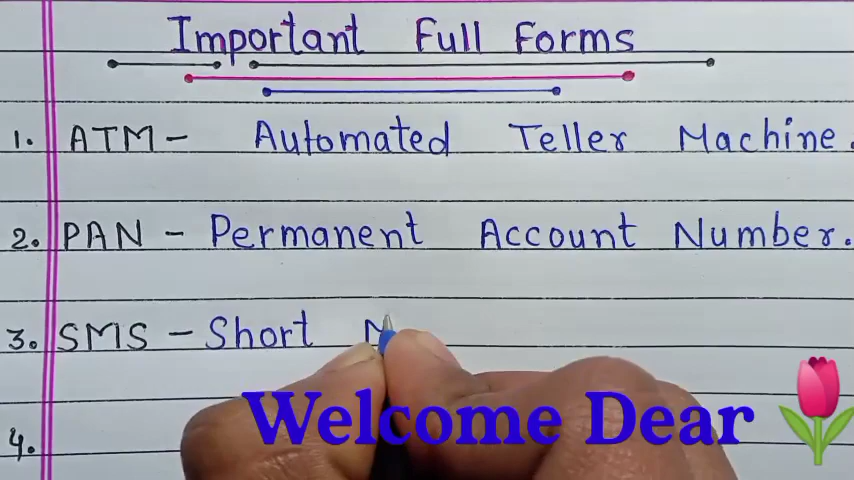 Important Full Forms
1. ATM - Automated Teller Machine.
2. PAN - Permanent Account Number.
3. SMS - Short
4.
Welcome Dear